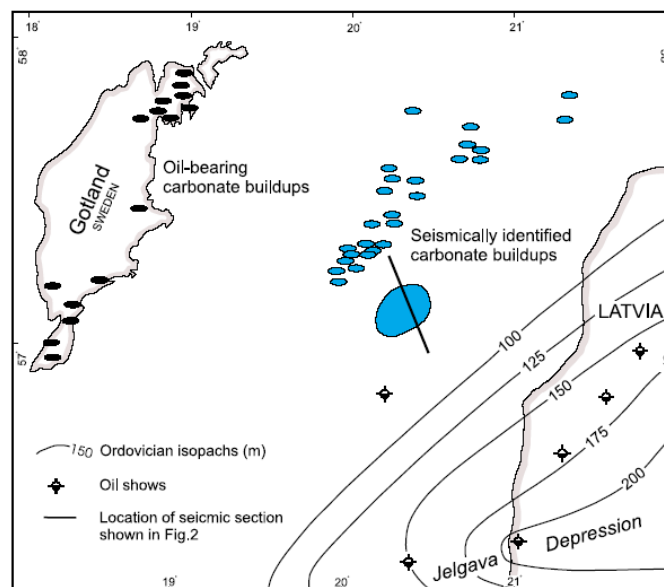 18°
19°
20°
21°
58°
Oil-bearing
carbonate buildups
Gotland
SWEDEN
Seismically identified
carbonate buildups
LATVIA
57°
100
125
150
175
200
150 Ordovician isopachs (m)
Oil shows
Location of seicmic section
shown in Fig.2
Jelgava Depression
19°
20°
21°